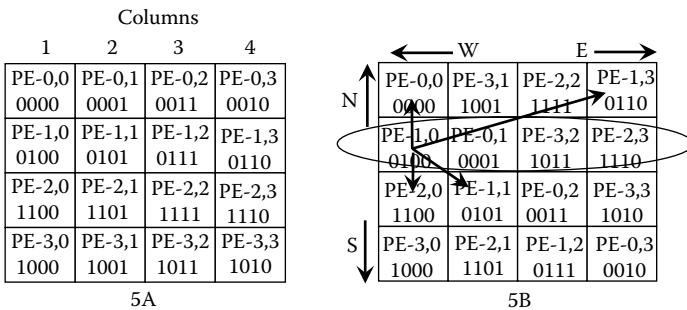 Columns
1 2 3 4
PE-0,0 PE-0,1 PE-0,2 PE-0,3
0000 0001 0011 0010
PE-1,0 PE-1,1 PE-1,2 PE-1,3
0100 0101 0111 0110
PE-2,0 PE-2,1 PE-2,2 PE-2,3
1100 1101 1111 1110
PE-3,0 PE-3,1 PE-3,2 PE-3,3
1000 1001 1011 1010
5A
W E
N
S
PE-0,0 PE-3,1 PE-2,2 PE-1,3
0000 1001 1111 0110
PE-1,0 PE-0,1 PE-3,2 PE-2,3
0100 0001 1011 1110
PE-2,0 PE-1,1 PE-0,2 PE-3,3
1100 0101 0011 1010
PE-3,0 PE-2,1 PE-1,2 PE-0,3
1000 1101 0111 0010
5B